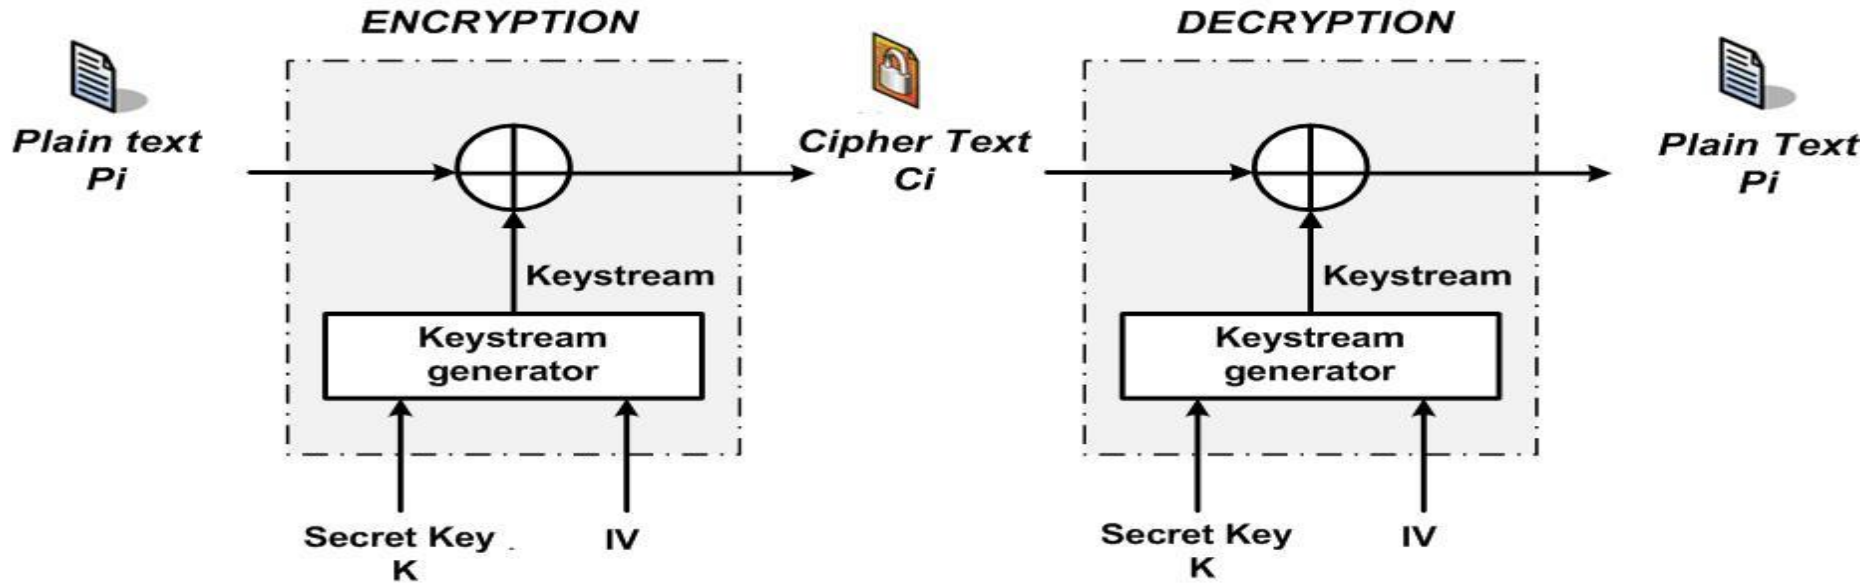 ENCRYPTION
DECRYPTION
Plain text
Pi
Cipher Text
Ci
Plain Text
Pi
Keystream
Keystream
Keystream
generator
Keystream
generator
Secret Key
K
IV
Secret Key
K
IV